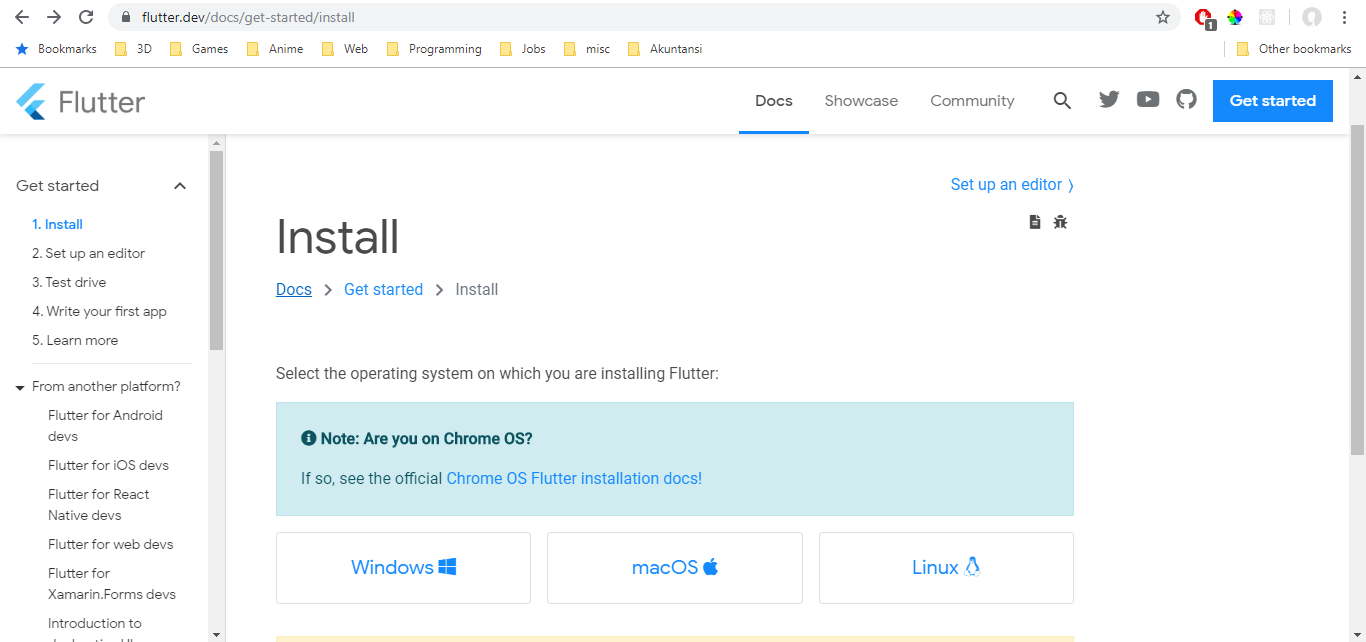 flutter.dev/docs/get-started/install
1
Bookmarks 3D Games Anime Web Programming Jobs misc Akuntansi Other bookmarks
Flutter Docs Showcase Community Get started
Get started
1. Install
2. Set up an editor
3. Test drive
4. Write your first app
5. Learn more
From another platform?
Flutter for Android
devs
Flutter for iOS devs
Flutter for React
Native devs
Flutter for web devs
Flutter for
Xamarin.Forms devs
Introduction to
Set up an editor ⟩
Install
Docs > Get started > Install
Select the operating system on which you are installing Flutter:
Note: Are you on Chrome OS?
If so, see the official Chrome OS Flutter installation docs!
Windows macOS Linux